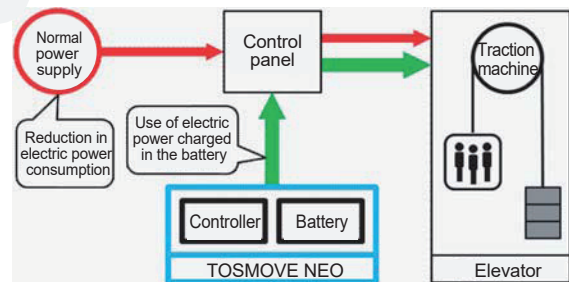 Normal
power
supply
Control
panel
Traction
machine
Reduction in
electric power
consumption
Use of electric
power charged
in the battery
Controller
Battery
TOSMOVE NEO
Elevator